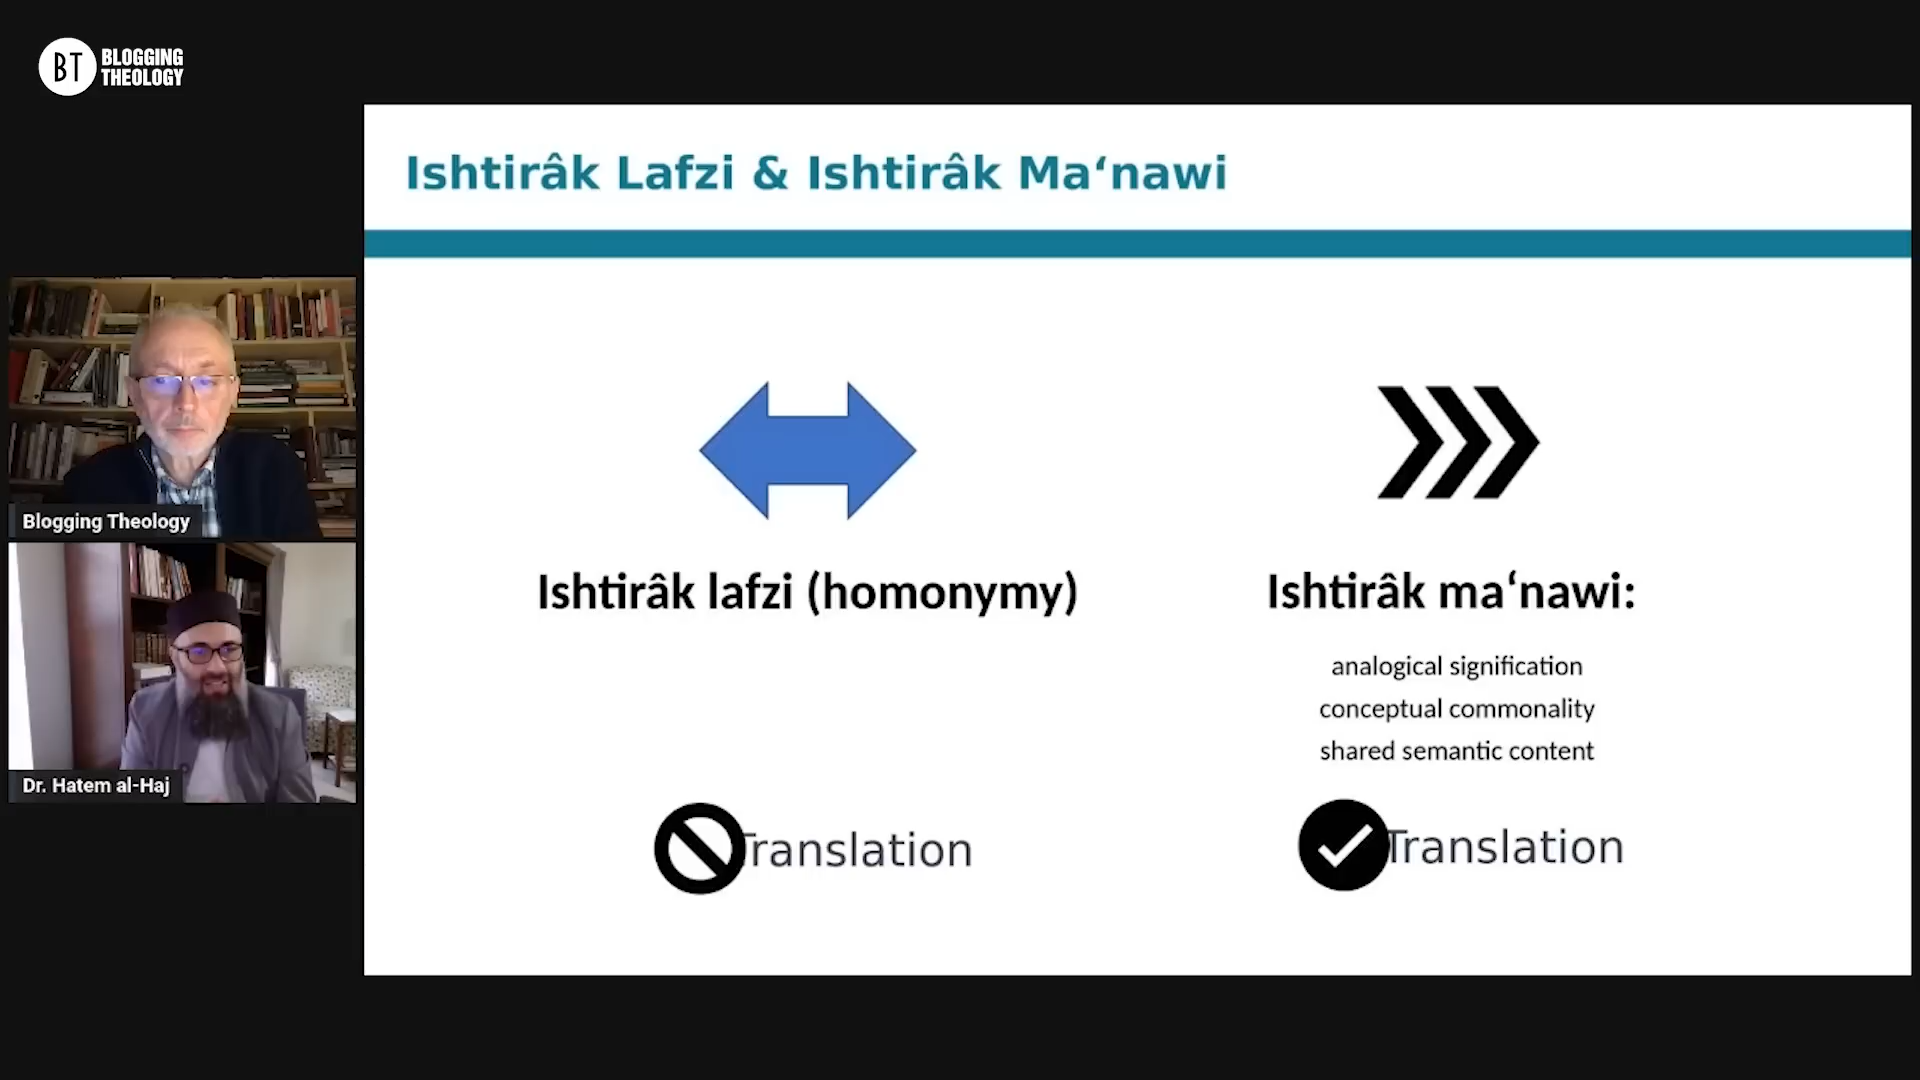 BT
BLOGGING
THEOLOGY
Ishtirâk Lafzi & Ishtirâk Ma‘nawi
Ishtirâk lafzi (homonymy)
Translation
Ishtirâk ma‘nawi:
analogical signification
conceptual commonality
shared semantic content
Translation
Blogging Theology
Dr. Hatem al-Haj